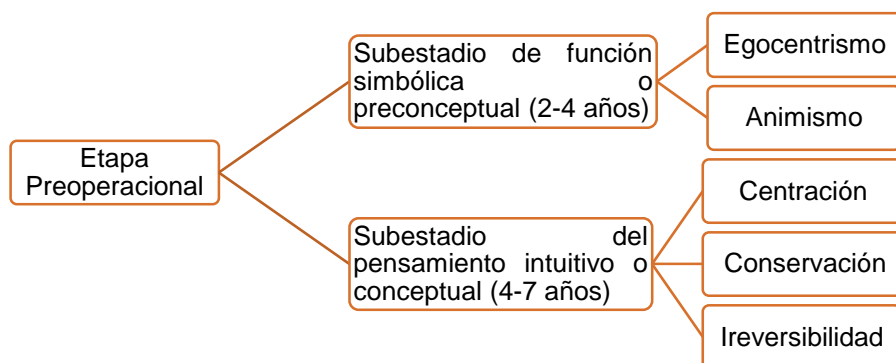 Etapa
Preoperacional
Subestadio de función
simbólica o
preconceptual (2-4 años)
Egocentrismo
Animismo
Subestadio del
pensamiento intuitivo o
conceptual (4-7 años)
Centración
Conservación
Ireversibilidad